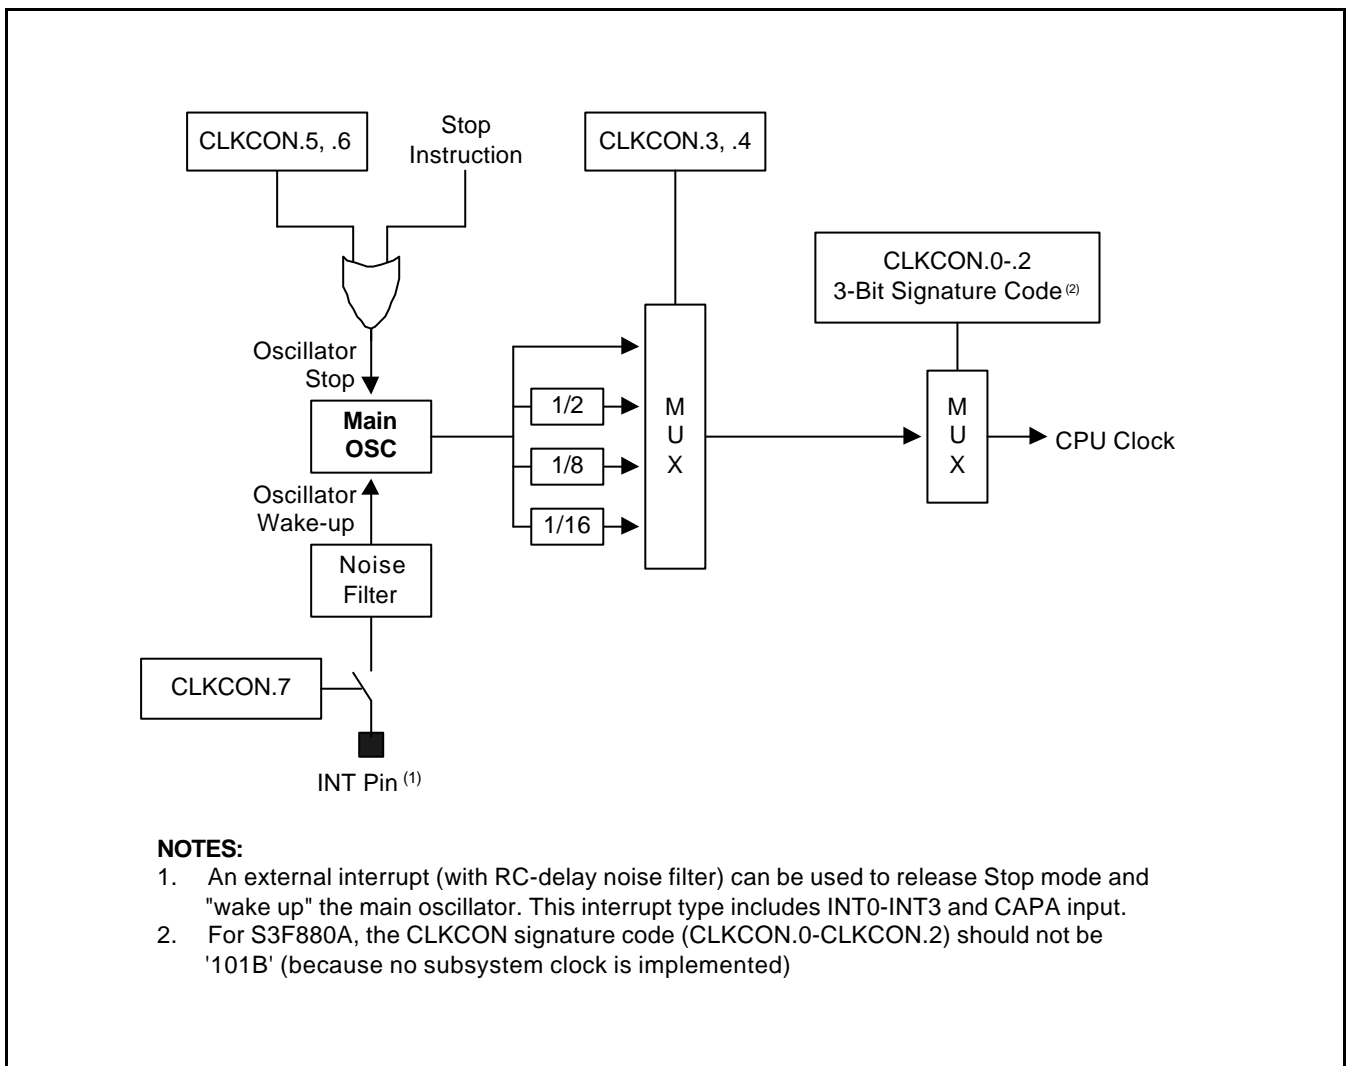 CLKCON.5, .6
Stop
Instruction
CLKCON.3, .4
CLKCON.0-.2
3-Bit Signature Code (2)
Oscillator
Stop
Main
OSC
1/2
1/8
1/16
M
U
X
M
U
X
CPU Clock
Oscillator
Wake-up
Noise
Filter
CLKCON.7
INT Pin (1)
NOTES:
1. An external interrupt (with RC-delay noise filter) can be used to release Stop mode and
"wake up" the main oscillator. This interrupt type includes INT0-INT3 and CAPA input.
2. For S3F880A, the CLKCON signature code (CLKCON.0-CLKCON.2) should not be
'101B' (because no subsystem clock is implemented)